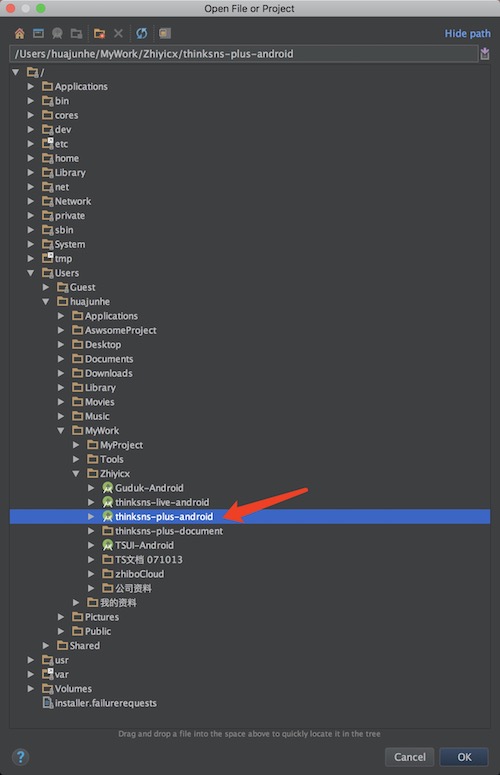 Open File or Project
Hide path
/Users/huajunhe/MyWork/Zhiyicx/thinksns-plus-android
/
Applications
bin
cores
dev
etc
home
Library
net
Network
private
sbin
System
tmp
Users
Guest
huajunhe
Applications
AswsomeProject
Desktop
Documents
Downloads
Library
Movies
Music
MyWork
MyProject
Tools
Zhiyicx
Guduk-Android
thinksns-live-android
thinksns-plus-android
thinksns-plus-document
TSUI-Android
TS文档 071013
zhiboCloud
公司资料
我的资料
Pictures
Public
Shared
usr
var
Volumes
installer.failurerequests
Drag and drop a file into the space above to quickly locate it in the tree
?
Cancel
OK